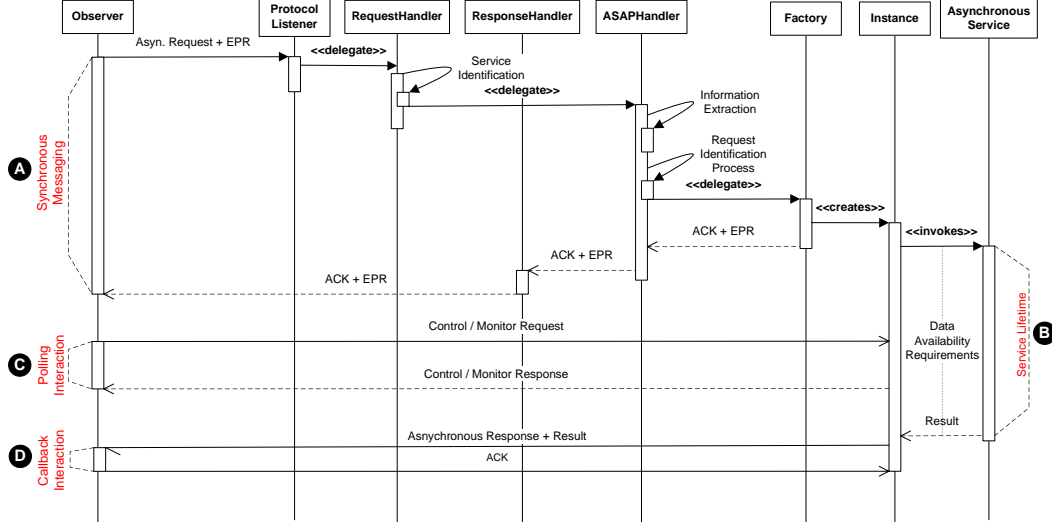 Observer
Protocol
Listener
RequestHandler
ResponseHandler
ASAPHandler
Factory
Instance
Asynchronous
Service
Asyn. Request + EPR
<<delegate>>
Service
Identification
<<delegate>>
Information
Extraction
Request
Identification
Process
<<delegate>>
<<creates>>
<<invokes>>
A
Synchronous
Messaging
ACK + EPR
ACK + EPR
ACK + EPR
Control / Monitor Request
Data
Availability
Requirements
Service Lifetime
B
C
Polling
Interaction
Control / Monitor Response
Result
Asnychronous Response + Result
D
Callback
Interaction
ACK